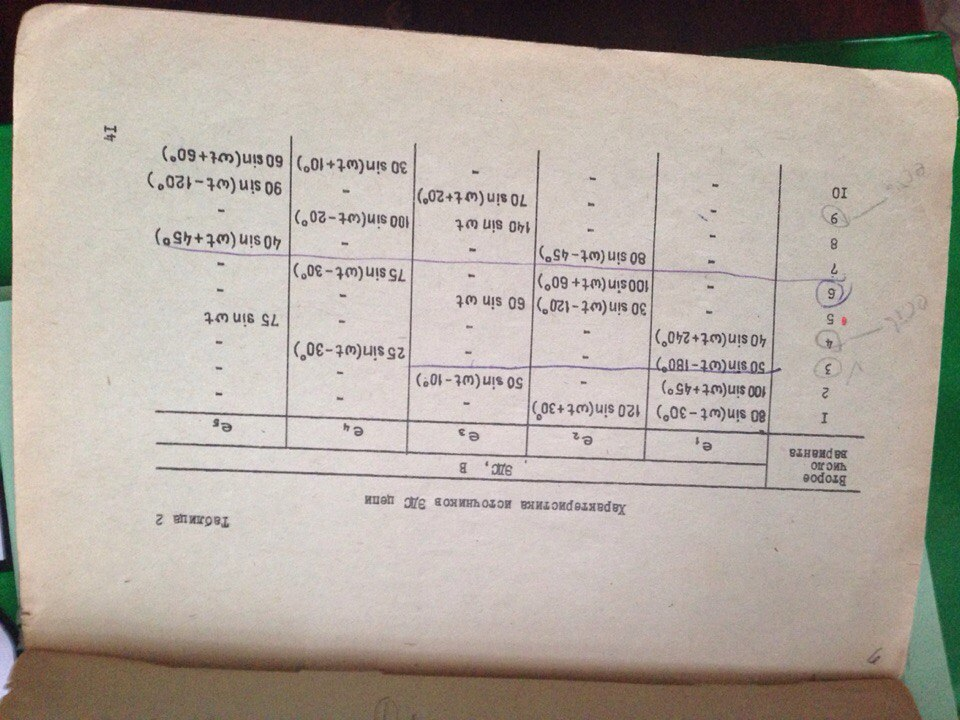 Таблица 2
Характеристика источников ЭДС цепи
Второе число варианта
ЭДС, В
e₁ e₂ e₃ e₄ e₅
I 80 sin(ωt-30°) 120 sin(ωt+30°) - - -
2 100 sin(ωt+45°) - 50 sin(ωt-10°) - -
3 50 sin(ωt-180°) - - 25 sin(ωt-30°) -
4 40 sin(ωt+240°) - - - 75 sin ωt
5 - 30 sin(ωt-120°) 60 sin ωt - -
6 - 100 sin(ωt+60°) - 75 sin(ωt-30°) -
7 - 80 sin(ωt-45°) - - 40 sin(ωt+45°)
8 - - 140 sin ωt 100 sin(ωt-20°) -
9 - - 70 sin(ωt+20°) - 90 sin(ωt-120°)
IO - - - 30 sin(ωt+10°) 60 sin(ωt+60°)
4I